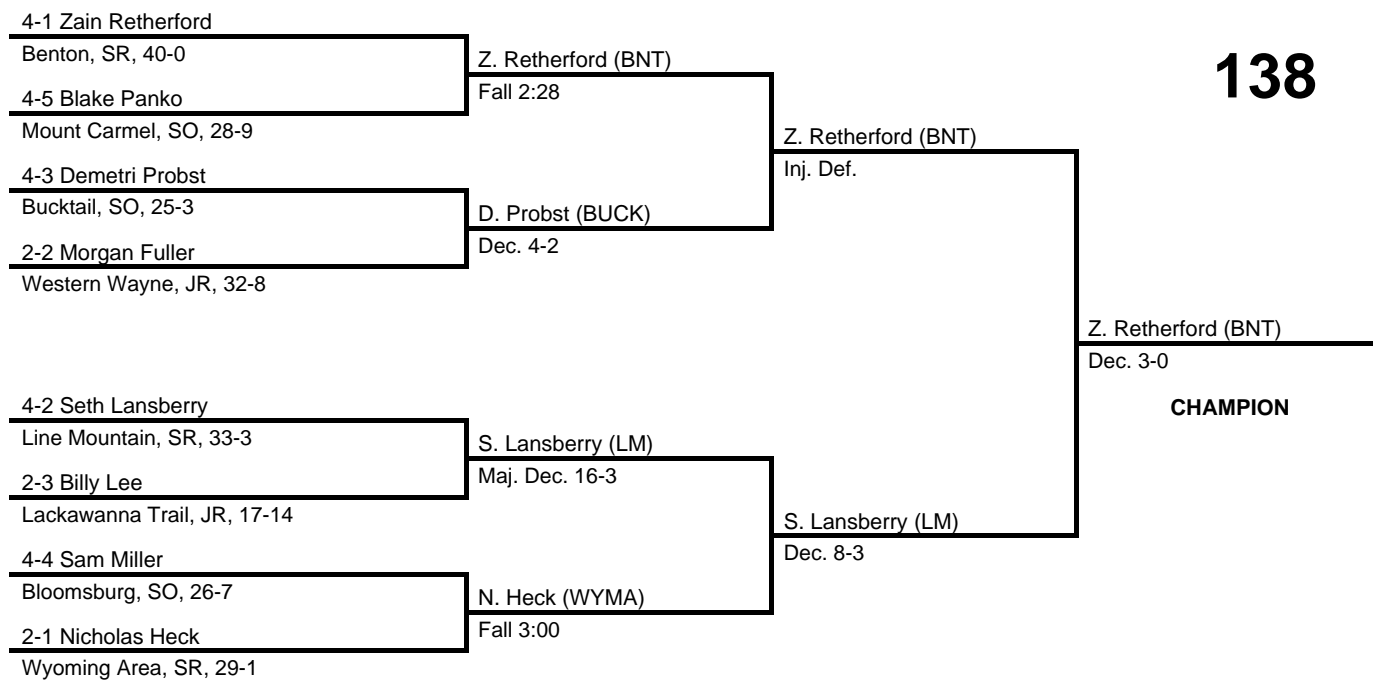 4-1 Zain Retherford
Benton, SR, 40-0
4-5 Blake Panko
Mount Carmel, SO, 28-9
4-3 Demetri Probst
Bucktail, SO, 25-3
2-2 Morgan Fuller
Western Wayne, JR, 32-8
4-2 Seth Lansberry
Line Mountain, SR, 33-3
2-3 Billy Lee
Lackawanna Trail, JR, 17-14
4-4 Sam Miller
Bloomsburg, SO, 26-7
2-1 Nicholas Heck
Wyoming Area, SR, 29-1
Z. Retherford (BNT)
Fall 2:28
D. Probst (BUCK)
Dec. 4-2
S. Lansberry (LM)
Maj. Dec. 16-3
N. Heck (WYMA)
Fall 3:00
Z. Retherford (BNT)
Inj. Def.
S. Lansberry (LM)
Dec. 8-3
138
Z. Retherford (BNT)
Dec. 3-0
CHAMPION